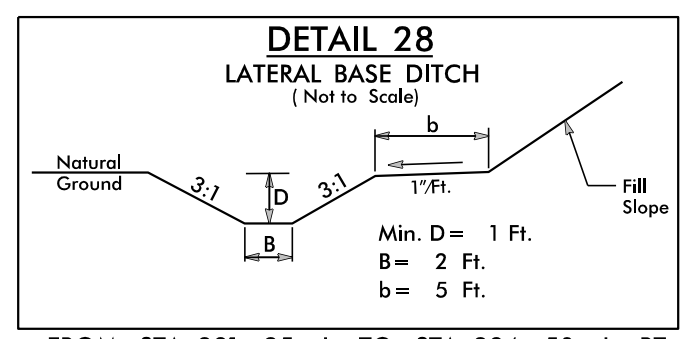 DETAIL 28
LATERAL BASE DITCH
( Not to Scale)
b
Natural
Ground
3:1
D
3:1
1"/Ft.
Fill
Slope
B
Min. D = 1 Ft.
B = 2 Ft.
b = 5 Ft.